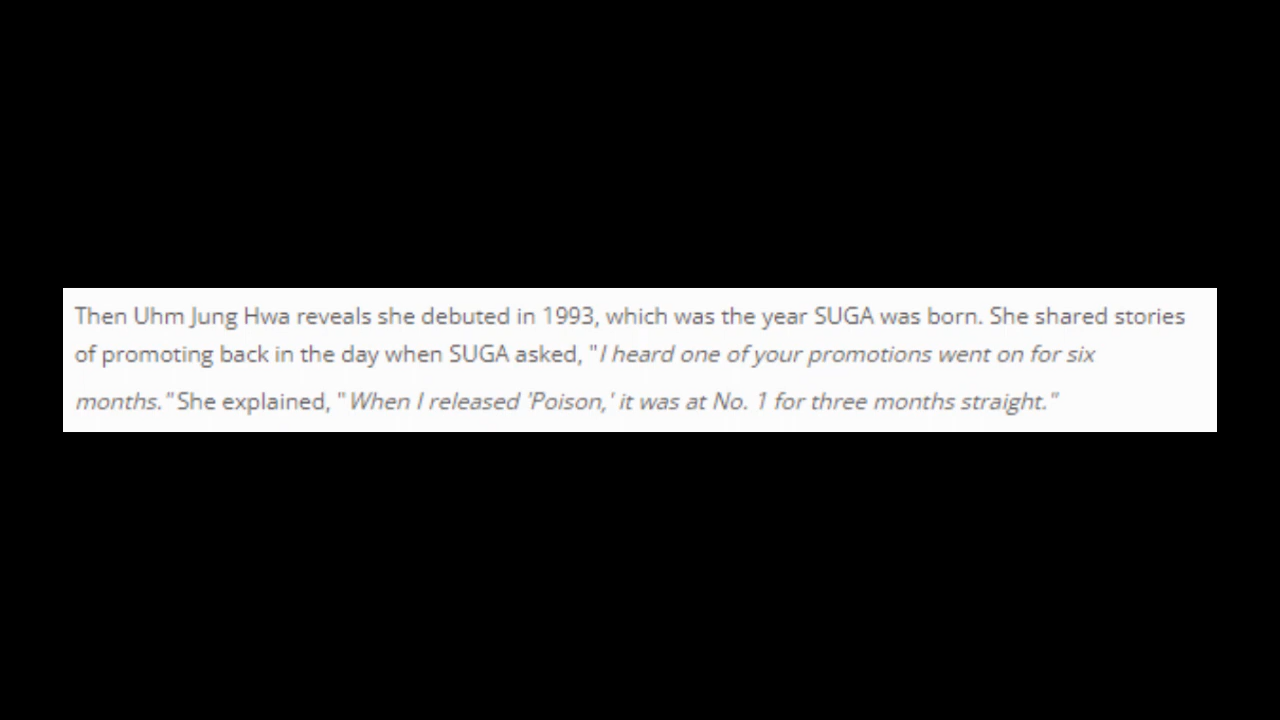 Then Uhm Jung Hwa reveals she debuted in 1993, which was the year SUGA was born. She shared stories
of promoting back in the day when SUGA asked, "I heard one of your promotions went on for six
months." She explained, "When I released 'Poison,' it was at No. 1 for three months straight."